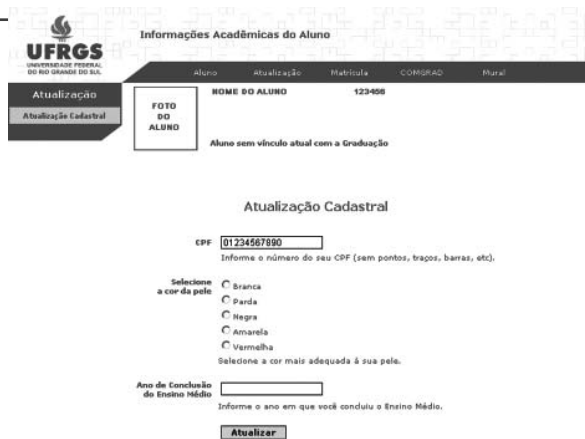 Informações Acadêmicas do Aluno
UFRGS
UNIVERSIDADE FEDERAL
DO RIO GRANDE DO SUL
Aluno Atualização Matrícula COMGRAD Mural
Atualização
Atualização Cadastral
FOTO
DO
ALUNO
NOME DO ALUNO 123456
Aluno sem vínculo atual com a Graduação
Atualização Cadastral
CPF 01234567890
Informe o número do seu CPF (sem pontos, traços, barras, etc).
Selecione
a cor da pele
Branca
Parda
Negra
Amarela
Vermelha
Selecione a cor mais adequada à sua pele.
Ano de Conclusão
do Ensino Médio
Informe o ano em que você concluiu o Ensino Médio.
Atualizar